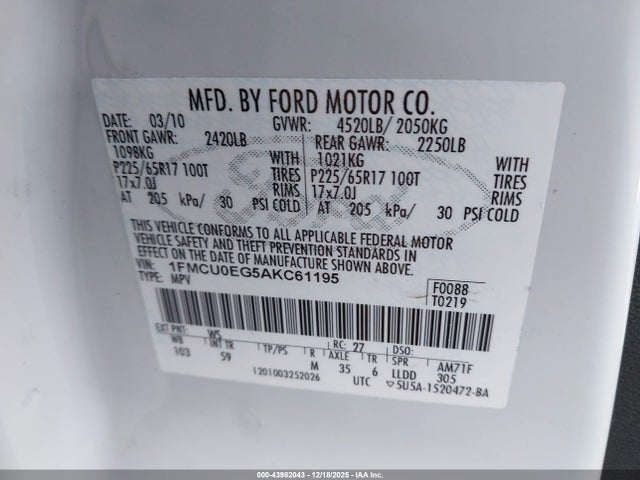 MFD. BY FORD MOTOR CO.
DATE: 03/10 GVWR: 4520LB/ 2050KG
FRONT GAWR: 2420LB REAR GAWR: 2250LB
1098KG WITH 1021KG WITH
P225/65R17 100T TIRES P225/65R17 100T TIRES
17x7.0J RIMS 17x7.0J RIMS
AT 205 kPa/ 30 PSI COLD AT 205 kPa/ 30 PSI COLD
THIS VEHICLE CONFORMS TO ALL APPLICABLE FEDERAL MOTOR
VEHICLE SAFETY AND THEFT PREVENTION STANDARDS IN
EFFECT ON THE DATE OF MANUFACTURE SHOWN ABOVE.
VIN: 1FMCU0EG5AKC61195
TYPE: MPV
F0088
T0219
EXT PNT: WS RC: 27 DSO:
WB INT TR TP/PS R AXLE TR SPR AM71F
103 59 M 35 6 LLDD 305
1201003252026 UTC ▽5U5A-1520472-BA
Ford
000-43982043 - 12/18/2025 - IAA Inc.